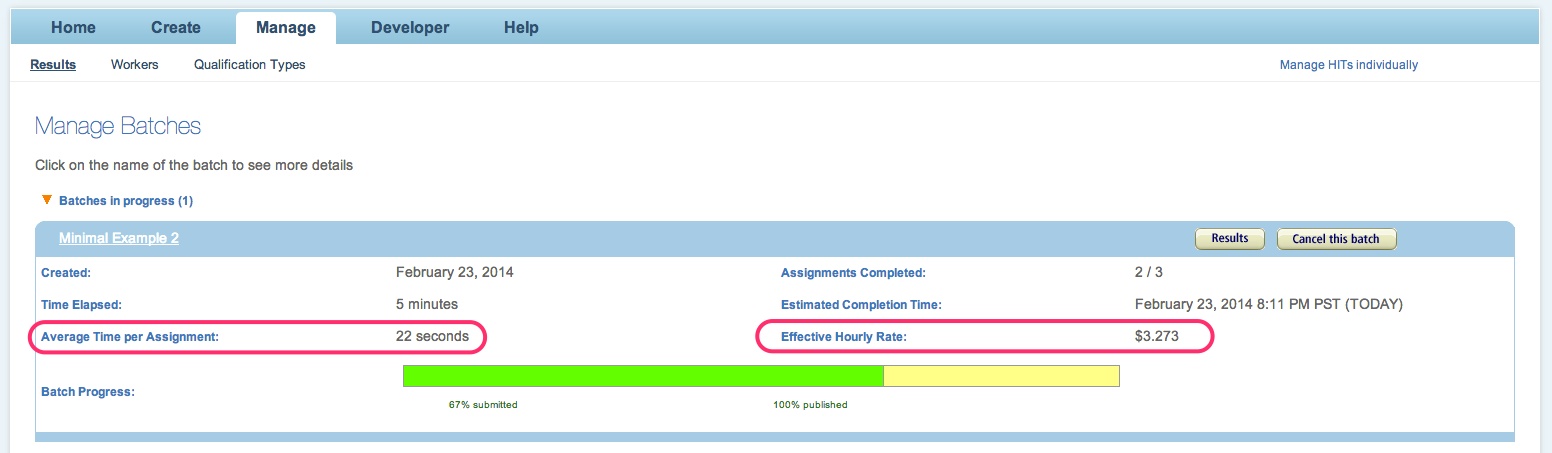 Home Create Manage Developer Help
Results Workers Qualification Types Manage HITs individually
Manage Batches
Click on the name of the batch to see more details
Batches in progress (1)
Minimal Example 2 Results Cancel this batch
Created: February 23, 2014 Assignments Completed: 2 / 3
Time Elapsed: 5 minutes Estimated Completion Time: February 23, 2014 8:11 PM PST (TODAY)
Average Time per Assignment: 22 seconds Effective Hourly Rate: $3.273
Batch Progress:
67% submitted 100% published